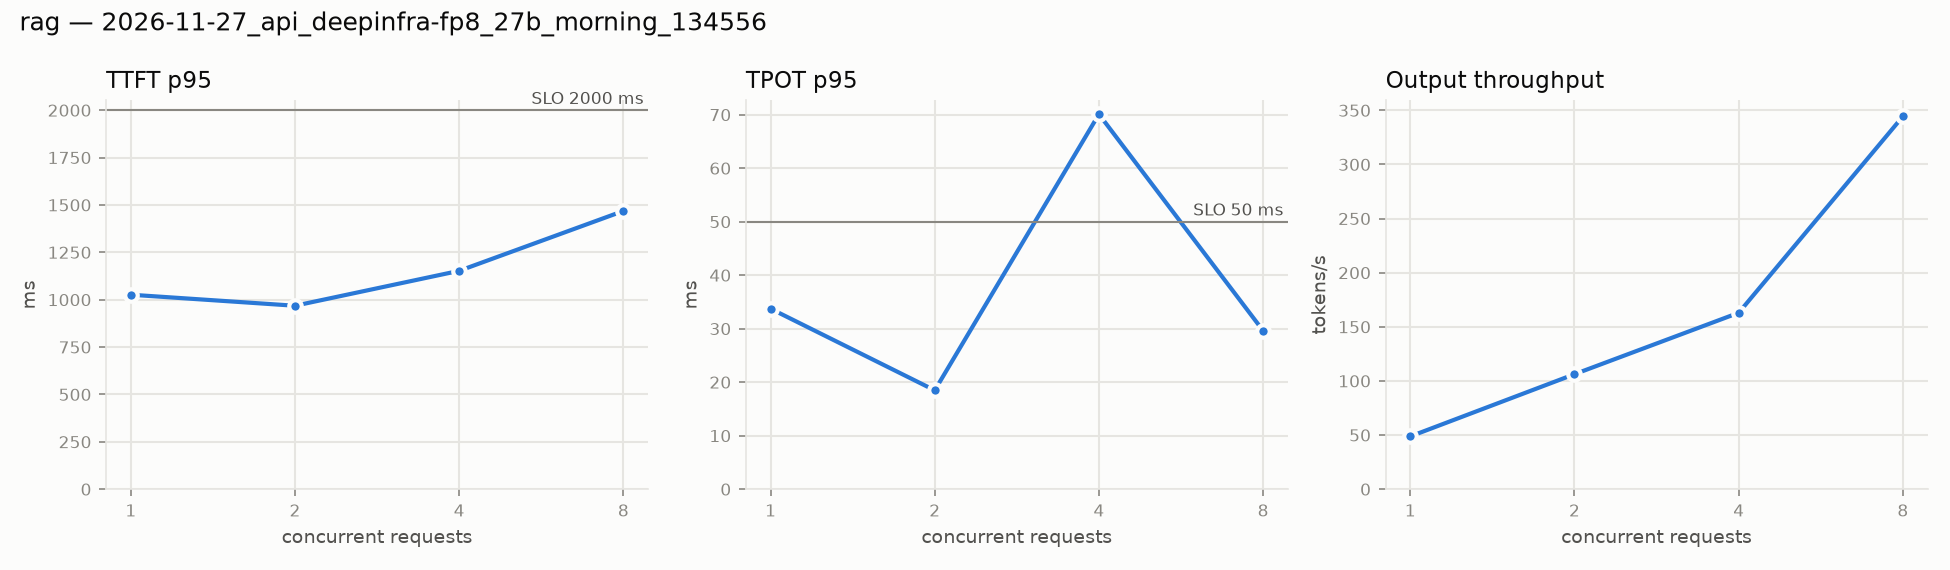 rag — 2026-11-27_api_deepinfra-fp8_27b_morning_134556
TTFT p95
SLO 2000 ms
2000
1750
1500
1250
1000
750
500
250
0
ms
1 2 4 8
concurrent requests
TPOT p95
SLO 50 ms
70
60
50
40
30
20
10
0
ms
1 2 4 8
concurrent requests
Output throughput
350
300
250
200
150
100
50
0
tokens/s
1 2 4 8
concurrent requests